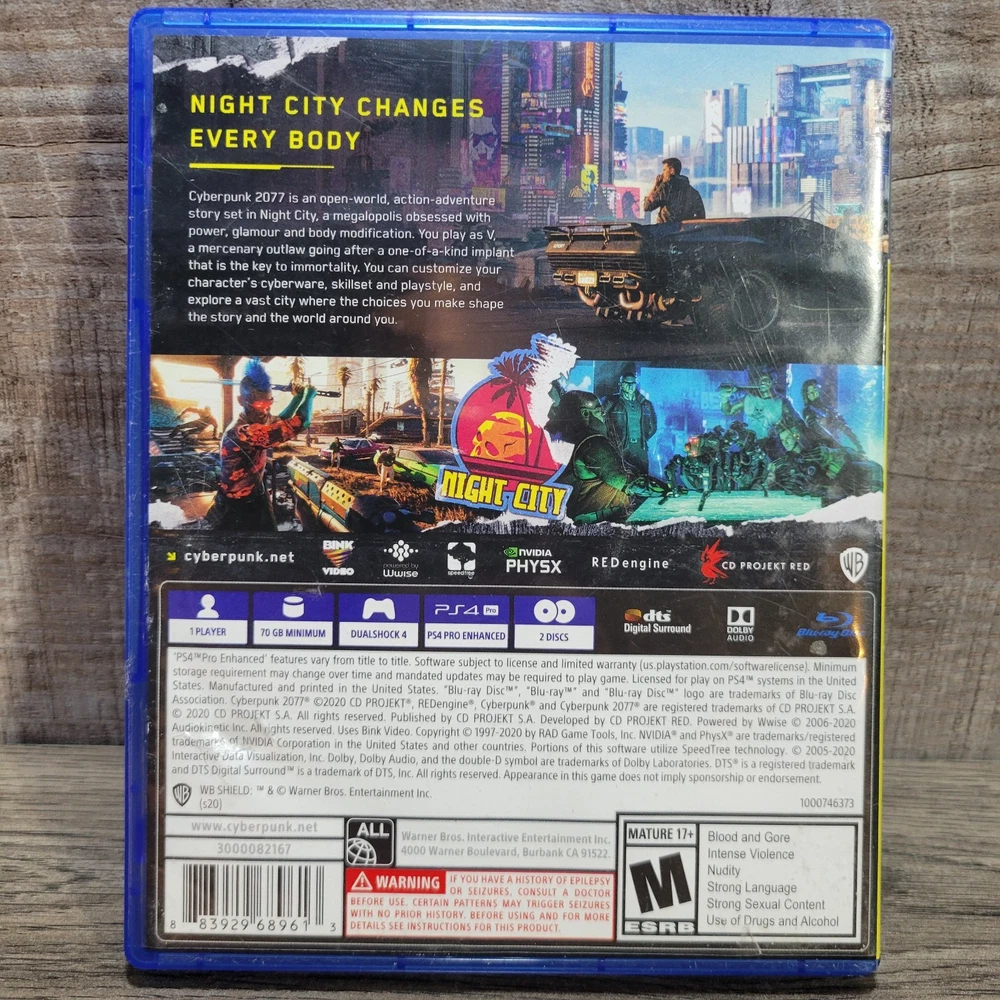 NIGHT CITY CHANGES
EVERY BODY
Cyberpunk 2077 is an open-world, action-adventure
story set in Night City, a megalopolis obsessed with
power, glamour and body modification. You play as V,
a mercenary outlaw going after a one-of-a-kind implant
that is the key to immortality. You can customize your
character's cyberware, skillset and playstyle, and
explore a vast city where the choices you make shape
the story and the world around you.
NIGHT CITY
cyberpunk.net
BINK VIDEO
powered by Wwise
speedtree
NVIDIA PHYSX
REDengine
CD PROJEKT RED
WB
1 PLAYER
70 GB MINIMUM
DUALSHOCK 4
PS4 Pro
PS4 PRO ENHANCED
2 DISCS
dts Digital Surround
DOLBY AUDIO
Blu-ray Disc
'PS4™Pro Enhanced' features vary from title to title. Software subject to license and limited warranty (us.playstation.com/softwarelicense). Minimum
storage requirement may change over time and mandated updates may be required to play game. Licensed for play on PS4™ systems in the United
States. Manufactured and printed in the United States. "Blu-ray Disc™", "Blu-ray™" and "Blu-ray Disc™" logo are trademarks of Blu-ray Disc
Association. Cyberpunk 2077® ©2020 CD PROJEKT®, REDengine®, Cyberpunk® and Cyberpunk 2077® are registered trademarks of CD PROJEKT S.A.
© 2020 CD PROJEKT S.A. All rights reserved. Published by CD PROJEKT S.A. Developed by CD PROJEKT RED. Powered by Wwise © 2006-2020
Audiokinetic Inc. All rights reserved. Uses Bink Video. Copyright © 1997-2020 by RAD Game Tools, Inc. NVIDIA® and PhysX® are trademarks/registered
trademarks of NVIDIA Corporation in the United States and other countries. Portions of this software utilize SpeedTree technology. © 2005-2020
Interactive Data Visualization, Inc. Dolby, Dolby Audio, and the double-D symbol are trademarks of Dolby Laboratories. DTS® is a registered trademark
and DTS Digital Surround™ is a trademark of DTS, Inc. All rights reserved. Appearance in this game does not imply sponsorship or endorsement.
WB SHIELD: ™ & © Warner Bros. Entertainment Inc.
(s20)
1000746373
www.cyberpunk.net
3000082167
8 83929 68961 3
ALL
Warner Bros. Interactive Entertainment Inc.
4000 Warner Boulevard, Burbank CA 91522.
WARNING
IF YOU HAVE A HISTORY OF EPILEPSY
OR SEIZURES, CONSULT A DOCTOR
BEFORE USE. CERTAIN PATTERNS MAY TRIGGER SEIZURES
WITH NO PRIOR HISTORY. BEFORE USING AND FOR MORE
DETAILS SEE INSTRUCTIONS FOR THIS PRODUCT.
MATURE 17+
M
ESRB
Blood and Gore
Intense Violence
Nudity
Strong Language
Strong Sexual Content
Use of Drugs and Alcohol